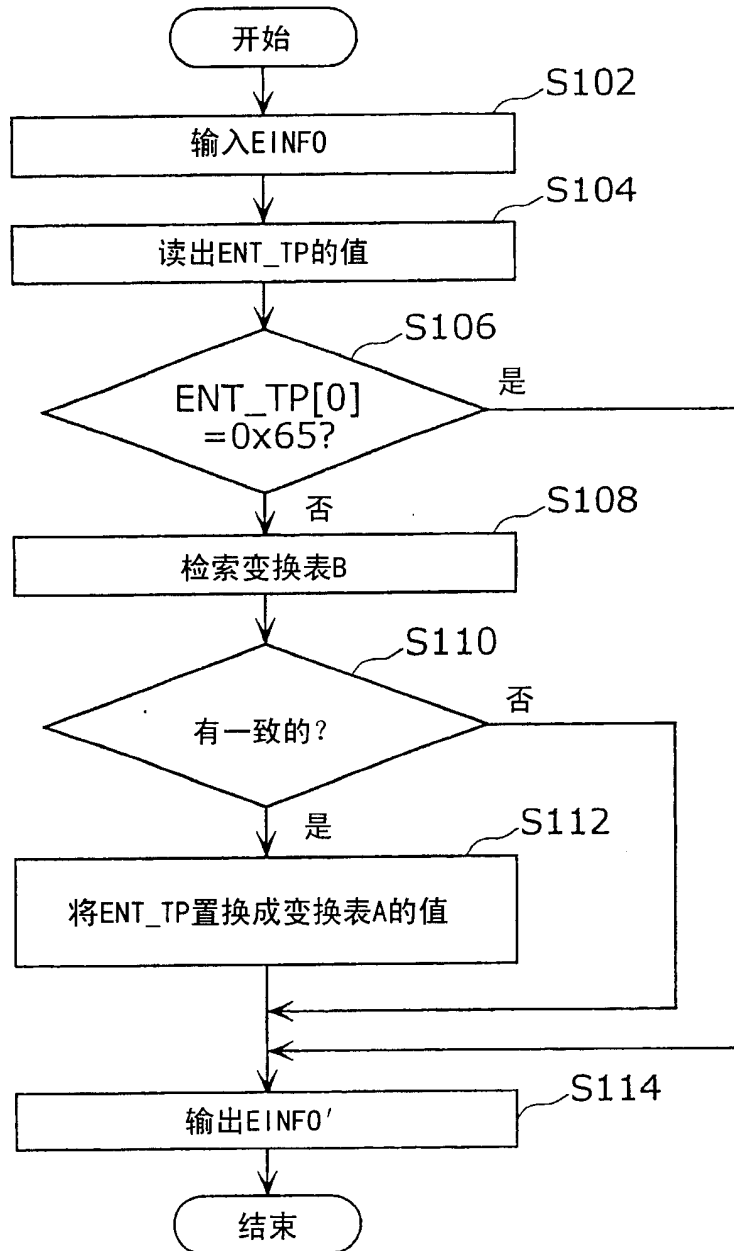 开始
S102
输入EINFO
S104
读出ENT_TP的值
S106
ENT_TP[0]
=0x65?
是
否
S108
检索变换表B
S110
有一致的?
否
是
S112
将ENT_TP置换成变换表A的值
S114
输出EINFO'
结束